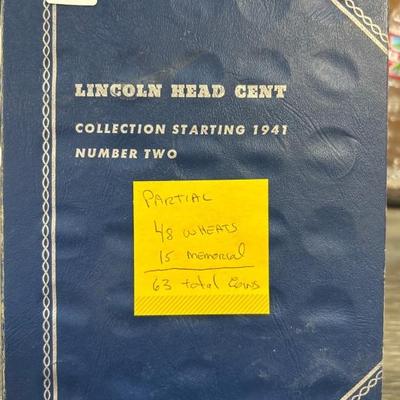 LINCOLN HEAD CENT
COLLECTION STARTING 1941
NUMBER TWO
PARTIAL
48 WHEATS
15 MEMORIAL
63 total coins